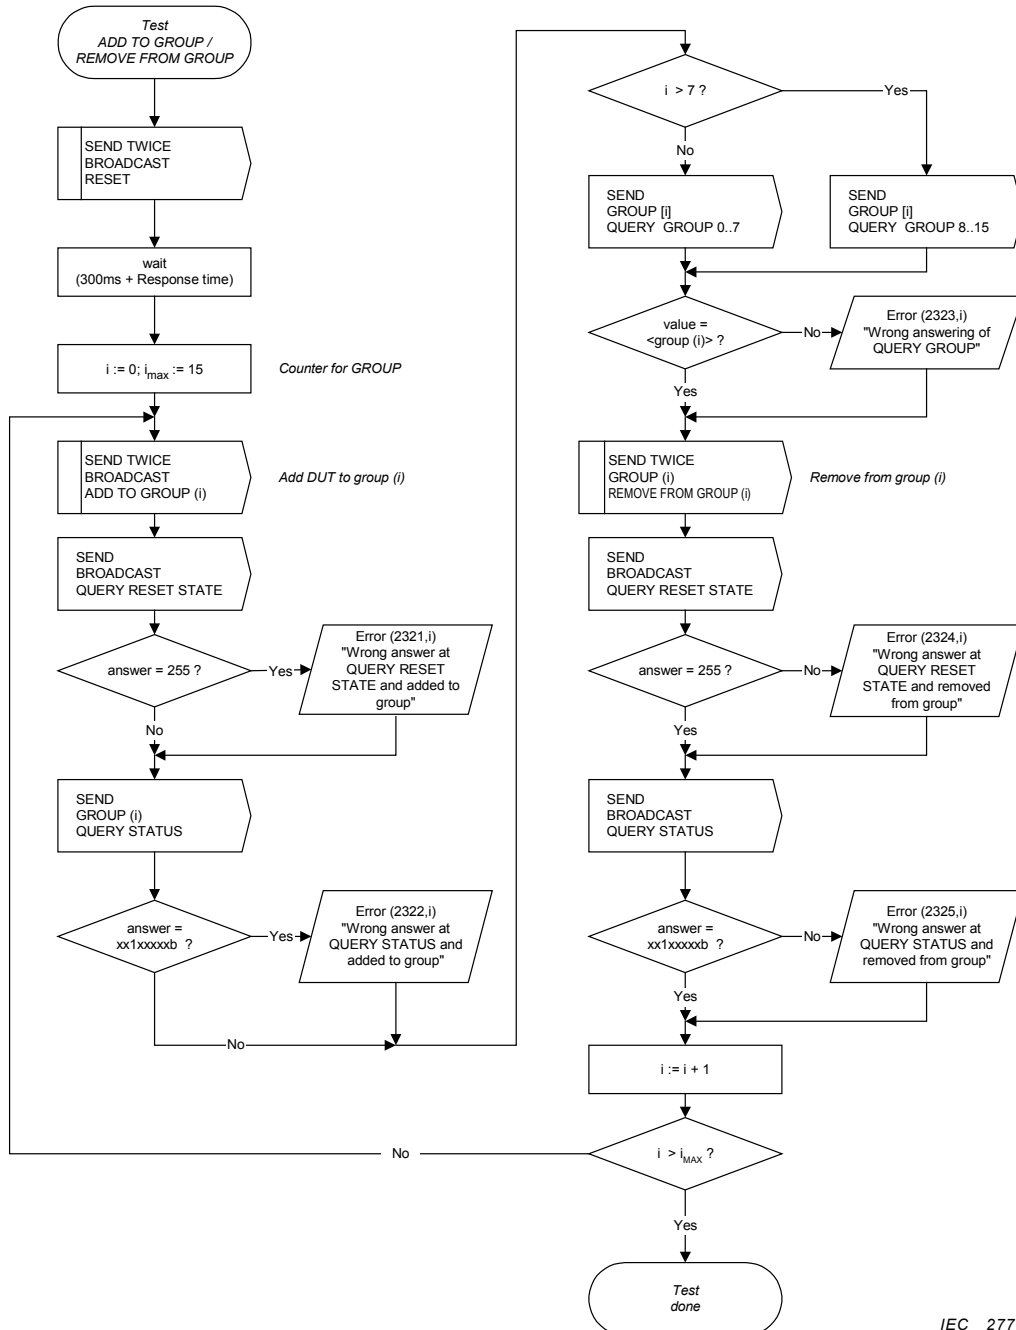 Test
ADD TO GROUP /
REMOVE FROM GROUP
SEND TWICE
BROADCAST
RESET
wait
(300ms + Response time)
i := 0; imax := 15
Counter for GROUP
SEND TWICE
BROADCAST
ADD TO GROUP (i)
Add DUT to group (i)
SEND
BROADCAST
QUERY RESET STATE
answer = 255 ?
Yes
Error (2321,i)
"Wrong answer at
QUERY RESET
STATE and added to
group"
No
SEND
GROUP (i)
QUERY STATUS
answer =
xx1xxxxxb ?
Yes
Error (2322,i)
"Wrong answer at
QUERY STATUS and
added to group"
No
i > 7 ?
Yes
No
SEND
GROUP [i]
QUERY GROUP 0..7
SEND
GROUP [i]
QUERY GROUP 8..15
value =
<group (i)> ?
No
Error (2323,i)
"Wrong answering of
QUERY GROUP"
Yes
SEND TWICE
GROUP (i)
REMOVE FROM GROUP (i)
Remove from group (i)
SEND
BROADCAST
QUERY RESET STATE
answer = 255 ?
No
Error (2324,i)
"Wrong answer at
QUERY RESET
STATE and removed
from group"
Yes
SEND
BROADCAST
QUERY STATUS
answer =
xx1xxxxxb ?
No
Error (2325,i)
"Wrong answer at
QUERY STATUS and
removed from group"
Yes
i := i + 1
i > iMAX ?
No
Yes
Test
done
IEC 277